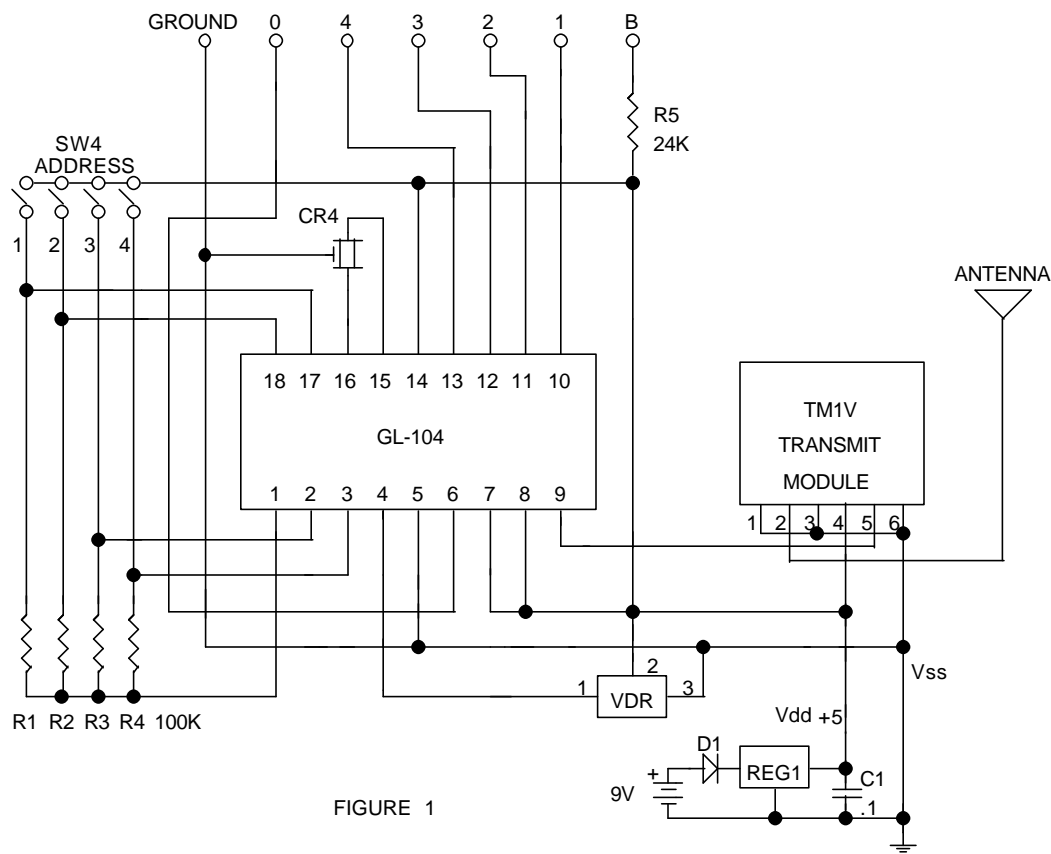 GROUND 0 4 3 2 1 B
R5
24K
SW4
ADDRESS
CR4
1 2 3 4
ANTENNA
18 17 16 15 14 13 12 11 10
GL-104
1 2 3 4 5 6 7 8 9
TM1V
TRANSMIT
MODULE
1 2 3 4 5 6
2
1 VDR 3
Vss
R1 R2 R3 R4 100K
Vdd +5
D1
+
REG1
C1
9V
.1
FIGURE 1